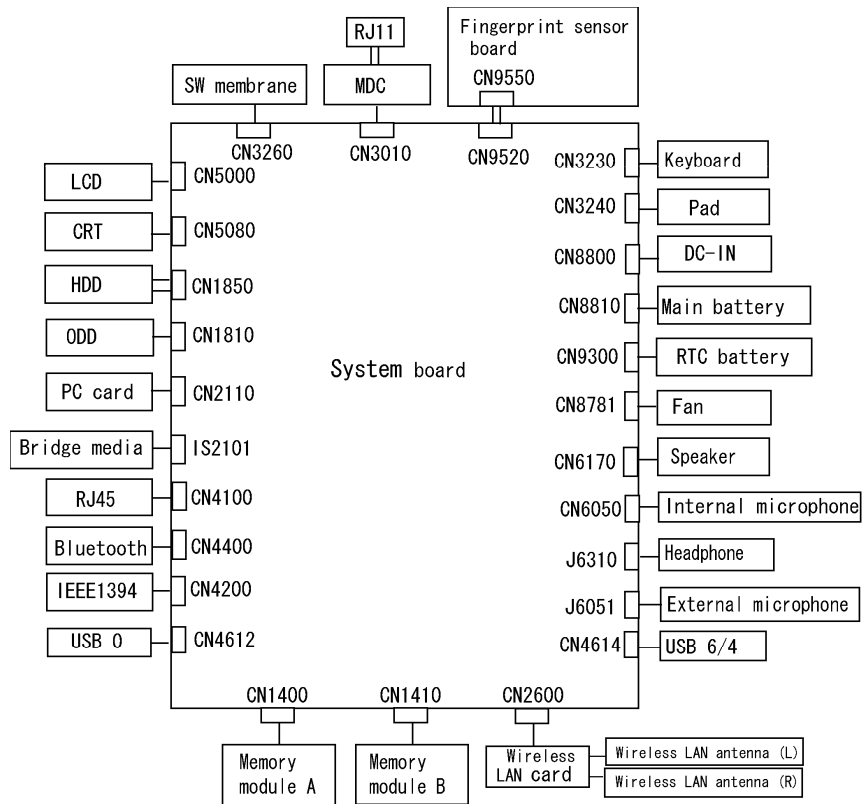 RJ11
Fingerprint sensor
board
SW membrane
MDC
CN9550
CN3260
CN3010
CN9520
LCD
CN5000
CRT
CN5080
HDD
CN1850
ODD
CN1810
PC card
CN2110
Bridge media
IS2101
RJ45
CN4100
Bluetooth
CN4400
IEEE1394
CN4200
USB 0
CN4612
System board
CN3230
Keyboard
CN3240
Pad
CN8800
DC-IN
CN8810
Main battery
CN9300
RTC battery
CN8781
Fan
CN6170
Speaker
CN6050
Internal microphone
J6310
Headphone
J6051
External microphone
CN4614
USB 6/4
CN1400
CN1410
CN2600
Memory
module A
Memory
module B
Wireless
LAN card
Wireless LAN antenna (L)
Wireless LAN antenna (R)